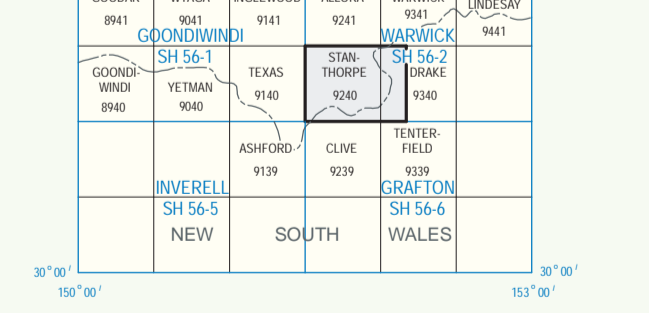 8941 9041 9141 9241 9341 LINDESAY
9441
GOONDIWINDI WARWICK
SH 56-1 SH 56-2
GOONDI-
WINDI
8940
YETMAN
9040
TEXAS
9140
STAN-
THORPE
9240
DRAKE
9340
ASHFORD
9139
CLIVE
9239
TENTER-
FIELD
9339
INVERELL GRAFTON
SH 56-5 SH 56-6
NEW SOUTH WALES
30°00' 30°00'
150°00' 153°00'